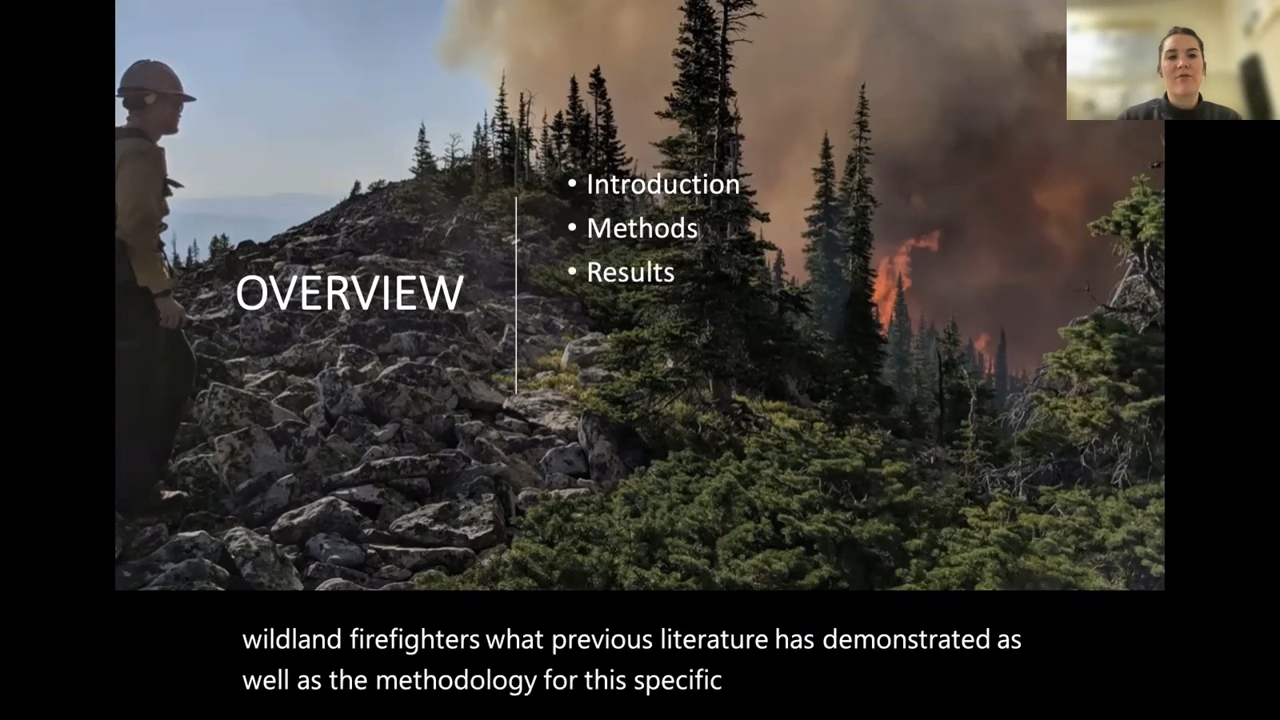 OVERVIEW
• Introduction
• Methods
• Results
wildland firefighters what previous literature has demonstrated as
well as the methodology for this specific